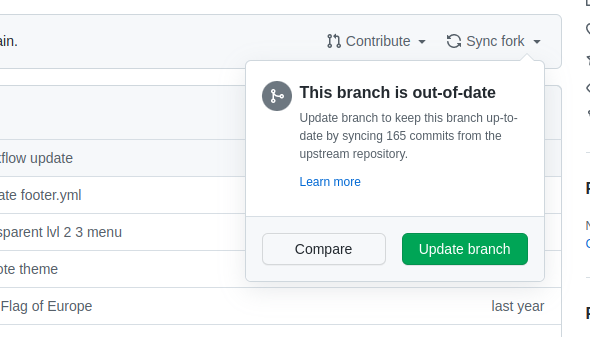 ain.
Contribute
Sync fork
This branch is out-of-date
Update branch to keep this branch up-to-
date by syncing 165 commits from the
upstream repository.
Learn more
Compare
Update branch
flow update
ate footer.yml
sparent lvl 2 3 menu
ote theme
Flag of Europe
last year